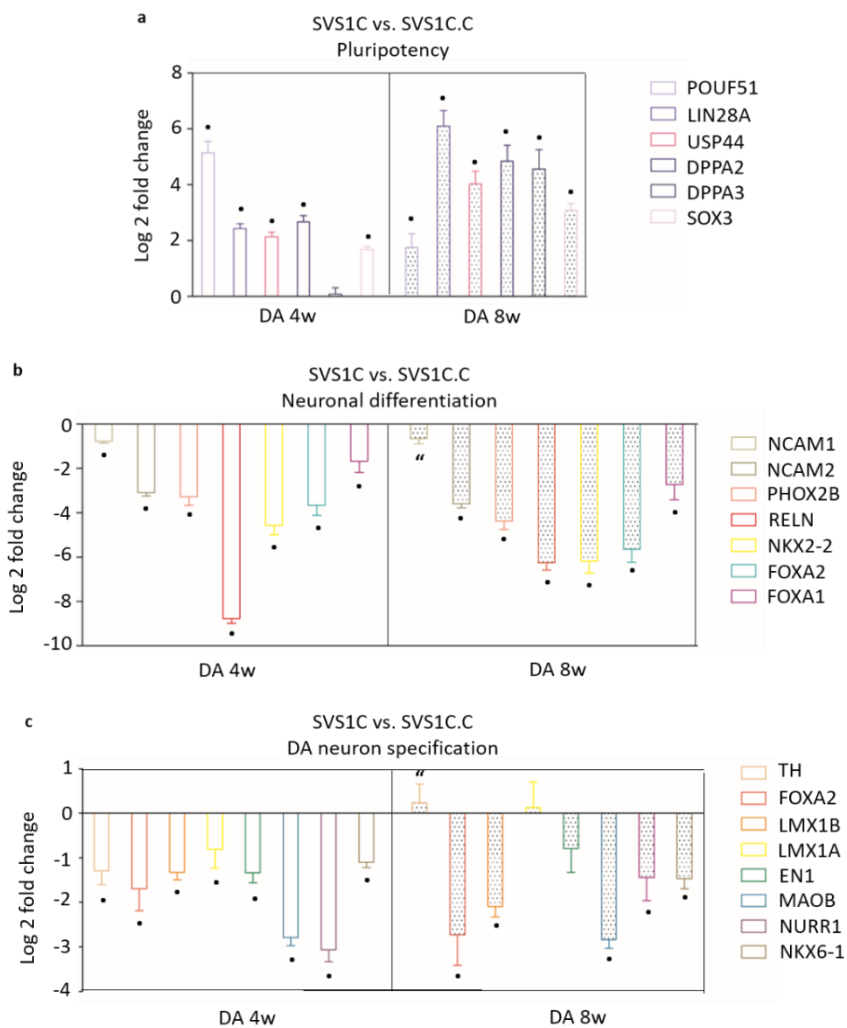 a
SVS1C vs. SVS1C.C
Pluripotency
Log 2 fold change
8
6
4
2
0
DA 4w
DA 8w
POUF51
LIN28A
USP44
DPPA2
DPPA3
SOX3
b
SVS1C vs. SVS1C.C
Neuronal differentiation
Log 2 fold change
0
-2
-4
-6
-8
-10
“
DA 4w
DA 8w
NCAM1
NCAM2
PHOX2B
RELN
NKX2-2
FOXA2
FOXA1
c
SVS1C vs. SVS1C.C
DA neuron specification
Log 2 fold change
1
0
-1
-2
-3
-4
“
DA 4w
DA 8w
TH
FOXA2
LMX1B
LMX1A
EN1
MAOB
NURR1
NKX6-1